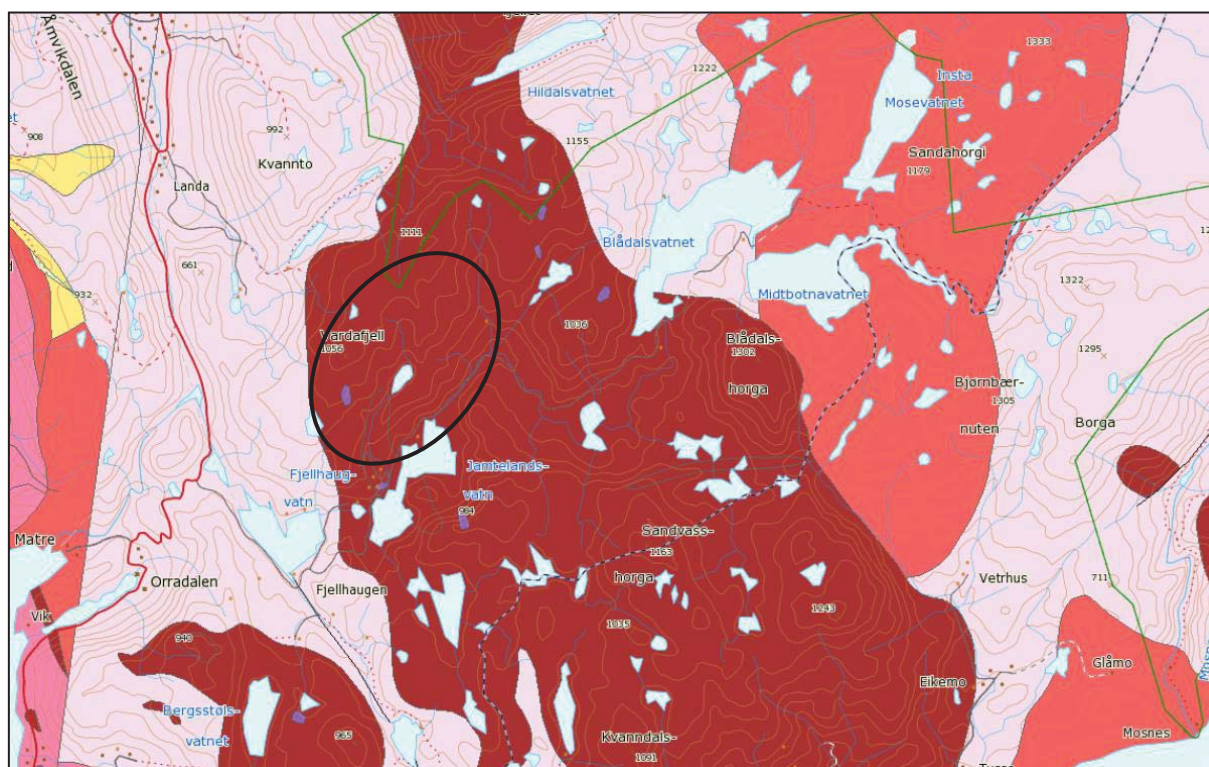 Åmvikdalen
1333
1222
Insta
Hildalsvatnet
Mosevatnet
908
992
1155
Kvannto
Sandahorgi
1179
Landa
1111
Blådalsvatnet
661
1322
932
Midtbotnavatnet
Vardafjell
1056
1036
Blådals-
1302
horga
1295
Bjørnbær-
1305
nuten
Borga
Fjellhaug-
vatn
Jamtelands-
vatn
904
Sandvass-
1163
horga
Matre
Orradalen
Fjellhaugen
Vetrhus
711
Vik
1243
1035
940
Glåmo
Eikemo
Bergsstøls-
vatnet
965
Kvanndals-
1091
Mosnes